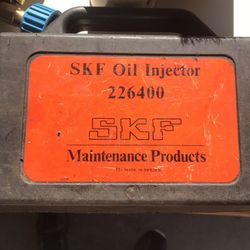 SKF Oil Injector
226400
SKF
Maintenance Products